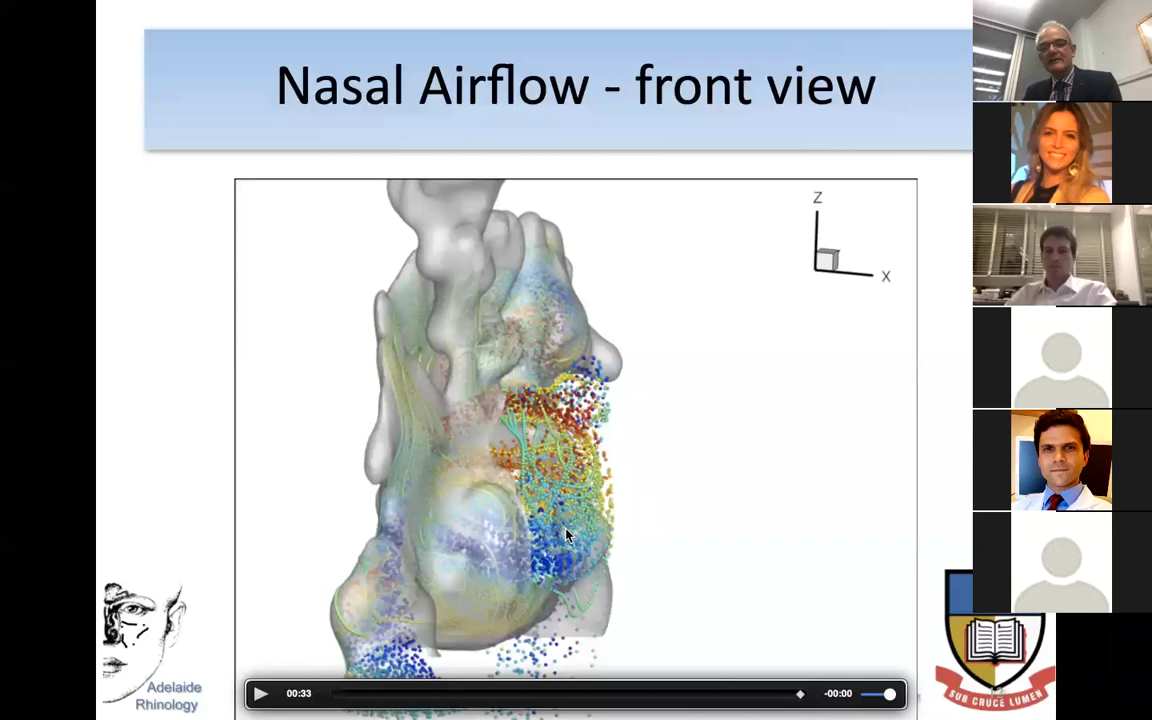 Nasal Airflow - front view
Z
X
Adelaide
Rhinology
SUB CRUCE LUMEN
00:33
-00:00